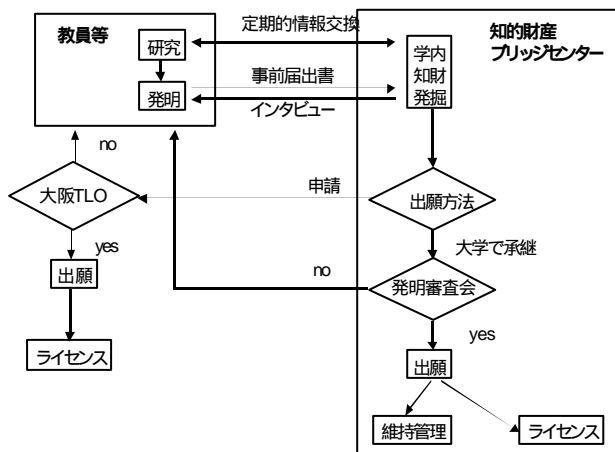 教員等
研究
発明
定期的情報交換
事前届出書
インタビュー
知的財産
ブリッジセンター
学内
知財
発掘
no
大阪TLO
申請
出願方法
yes
大学で承継
出願
no
発明審査会
ライセンス
yes
出願
維持管理
ライセンス